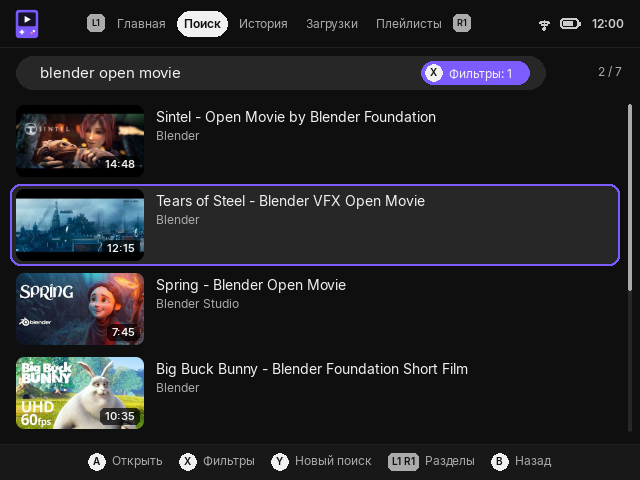 L1 Главная Поиск История Загрузки Плейлисты R1 12:00
blender open movie X Фильтры: 1 2 / 7
Sintel - Open Movie by Blender Foundation
Blender
SINTEL
14:48
Tears of Steel - Blender VFX Open Movie
Blender
12:15
Spring - Blender Open Movie
Blender Studio
SPRING
blender
7:45
Big Buck Bunny - Blender Foundation Short Film
Blender
Big Buck
BUNNY
UHD
60fps
10:35
A Открыть X Фильтры Y Новый поиск L1 R1 Разделы B Назад